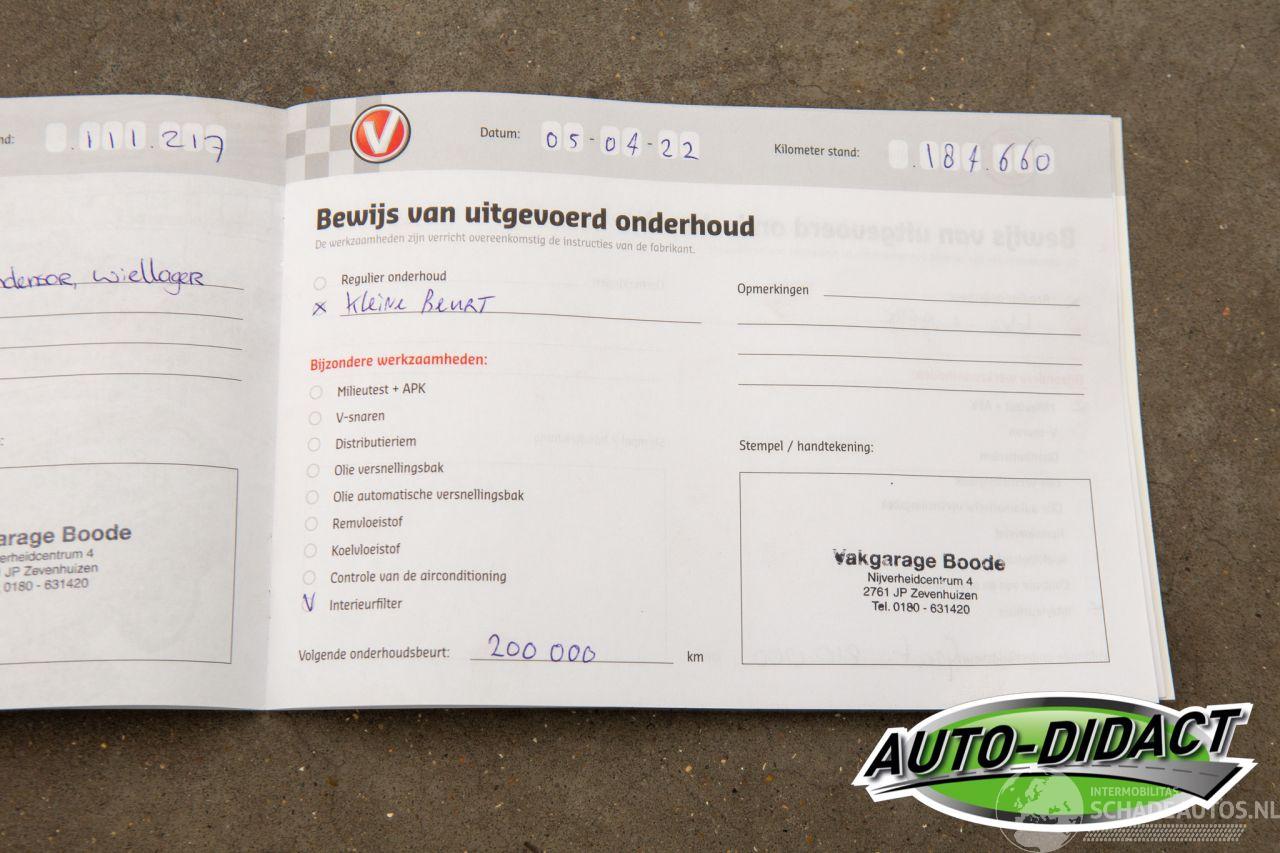 nd: .111.217
wiellager
arage Boode
erheidcentrum 4
JP Zevenhuizen
0180 - 631420
V
Datum: 05-04-22
Kilometer stand: .184.660
Bewijs van uitgevoerd onderhoud
De werkzaamheden zijn verricht overeenkomstig de instructies van de fabrikant.
Regulier onderhoud
x Kleine Beurt
Bijzondere werkzaamheden:
Milieutest + APK
V-snaren
Distributieriem
Olie versnellingsbak
Olie automatische versnellingsbak
Remvloeistof
Koelvloeistof
Controle van de airconditioning
V Interieurfilter
Volgende onderhoudsbeurt: 200 000 km
Opmerkingen
Stempel / handtekening:
Vakgarage Boode
Nijverheidcentrum 4
2761 JP Zevenhuizen
Tel. 0180 - 631420
AUTO-DIDACT
INTERMOBILITAS
SCHADEAUTOS.NL